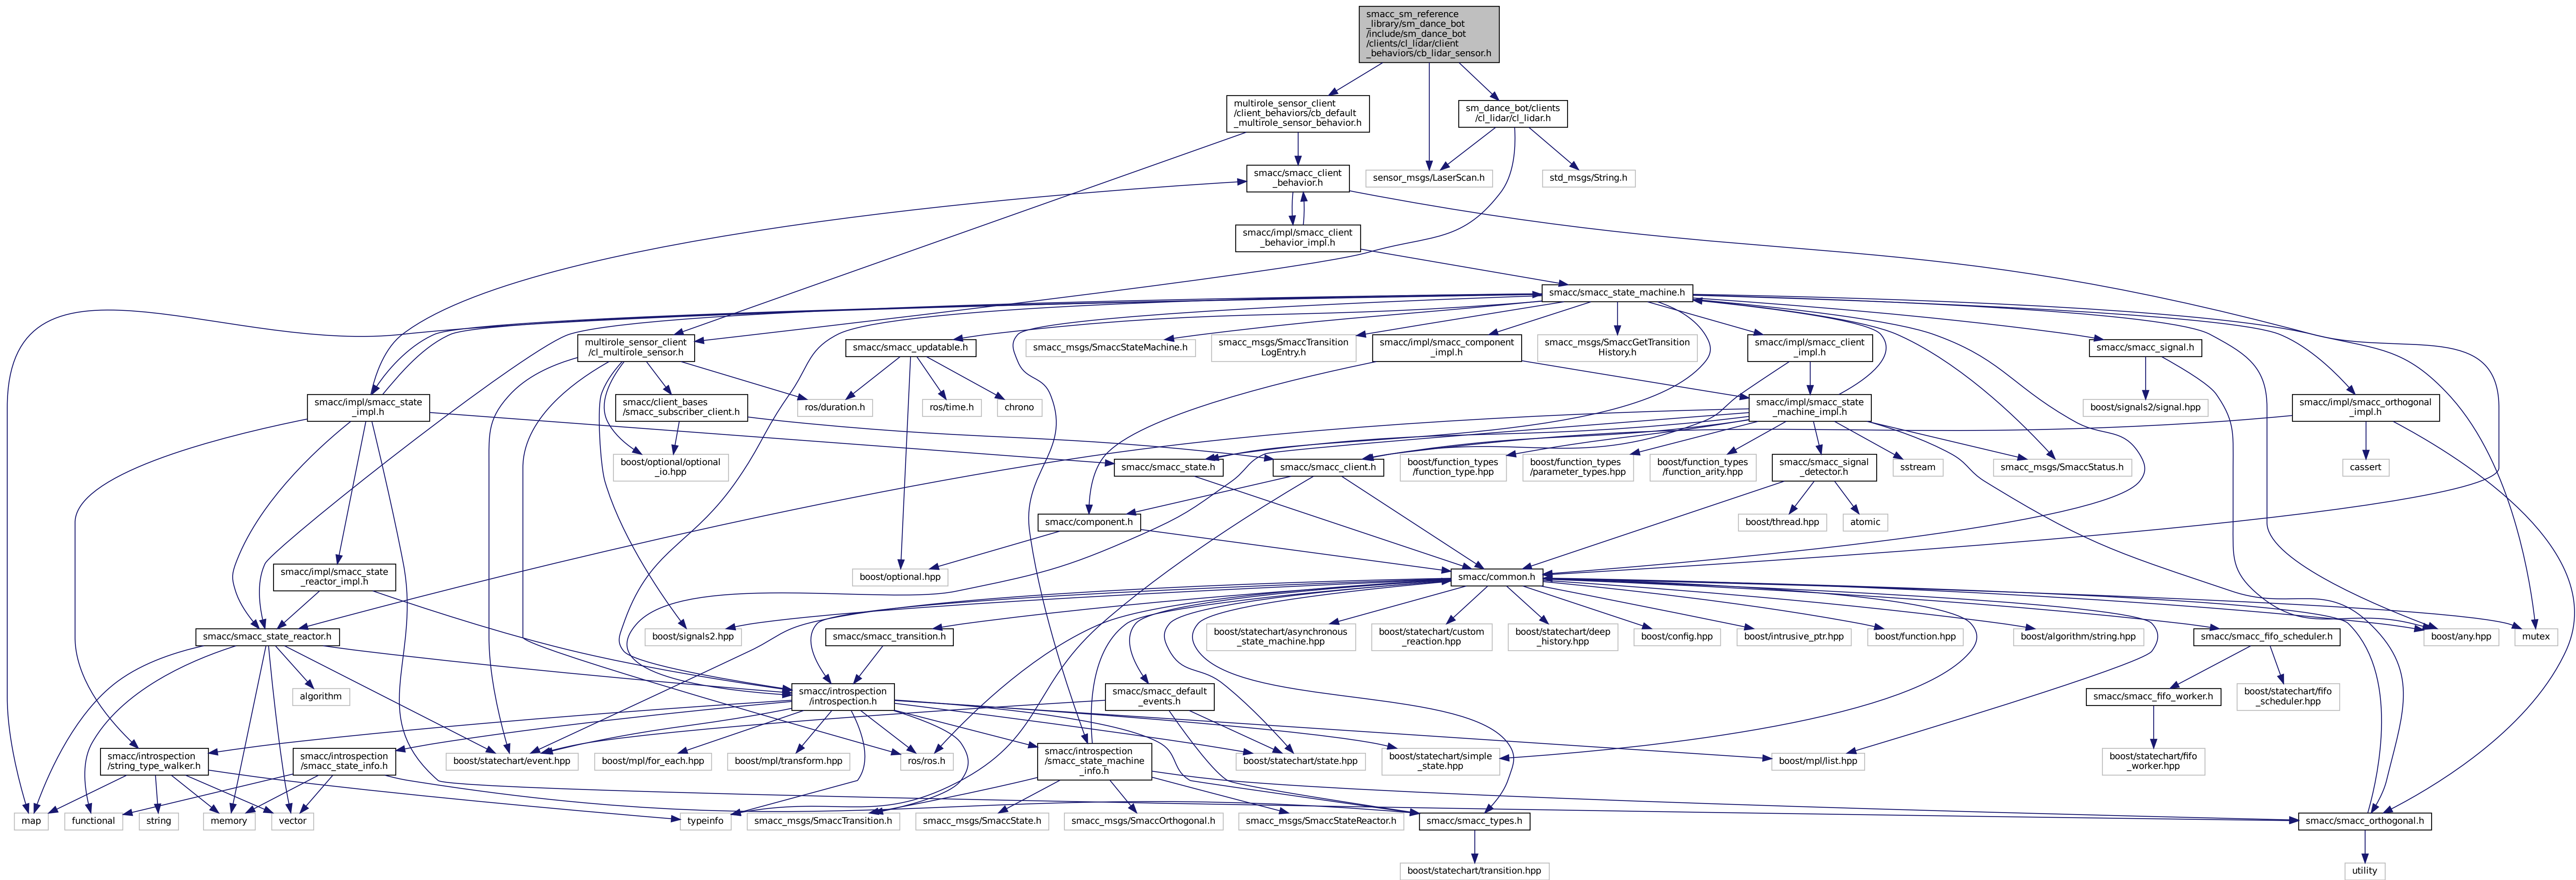 smacc_sm_reference
_library/sm_dance_bot
/include/sm_dance_bot
/clients/cl_lidar/client
_behaviors/cb_lidar_sensor.h
multirole_sensor_client
/client_behaviors/cb_default
_multirole_sensor_behavior.h
sm_dance_bot/clients
/cl_lidar/cl_lidar.h
smacc/smacc_client
_behavior.h
sensor_msgs/LaserScan.h
std_msgs/String.h
smacc/impl/smacc_client
_behavior_impl.h
smacc/smacc_state_machine.h
multirole_sensor_client
/cl_multirole_sensor.h
smacc/smacc_updatable.h
smacc_msgs/SmaccStateMachine.h
smacc_msgs/SmaccTransition
LogEntry.h
smacc/impl/smacc_component
_impl.h
smacc_msgs/SmaccGetTransition
History.h
smacc/impl/smacc_client
_impl.h
smacc/smacc_signal.h
smacc/impl/smacc_state
_impl.h
smacc/client_bases
/smacc_subscriber_client.h
ros/duration.h
ros/time.h
chrono
smacc/impl/smacc_state
_machine_impl.h
boost/signals2/signal.hpp
smacc/impl/smacc_orthogonal
_impl.h
boost/optional/optional
_io.hpp
smacc/smacc_state.h
smacc/smacc_client.h
boost/function_types
/function_type.hpp
boost/function_types
/parameter_types.hpp
boost/function_types
/function_arity.hpp
smacc/smacc_signal
_detector.h
sstream
smacc_msgs/SmaccStatus.h
cassert
smacc/component.h
boost/thread.hpp
atomic
smacc/impl/smacc_state
_reactor_impl.h
boost/optional.hpp
smacc/common.h
smacc/smacc_state_reactor.h
boost/signals2.hpp
smacc/smacc_transition.h
boost/statechart/asynchronous
_state_machine.hpp
boost/statechart/custom
_reaction.hpp
boost/statechart/deep
_history.hpp
boost/config.hpp
boost/intrusive_ptr.hpp
boost/function.hpp
boost/algorithm/string.hpp
smacc/smacc_fifo_scheduler.h
boost/any.hpp
mutex
algorithm
smacc/introspection
/introspection.h
smacc/smacc_default
_events.h
smacc/smacc_fifo_worker.h
boost/statechart/fifo
_scheduler.hpp
smacc/introspection
/string_type_walker.h
smacc/introspection
/smacc_state_info.h
boost/statechart/event.hpp
boost/mpl/for_each.hpp
boost/mpl/transform.hpp
ros/ros.h
smacc/introspection
/smacc_state_machine
_info.h
boost/statechart/state.hpp
boost/statechart/simple
_state.hpp
boost/mpl/list.hpp
boost/statechart/fifo
_worker.hpp
map
functional
string
memory
vector
typeinfo
smacc_msgs/SmaccTransition.h
smacc_msgs/SmaccState.h
smacc_msgs/SmaccOrthogonal.h
smacc_msgs/SmaccStateReactor.h
smacc/smacc_types.h
smacc/smacc_orthogonal.h
boost/statechart/transition.hpp
utility